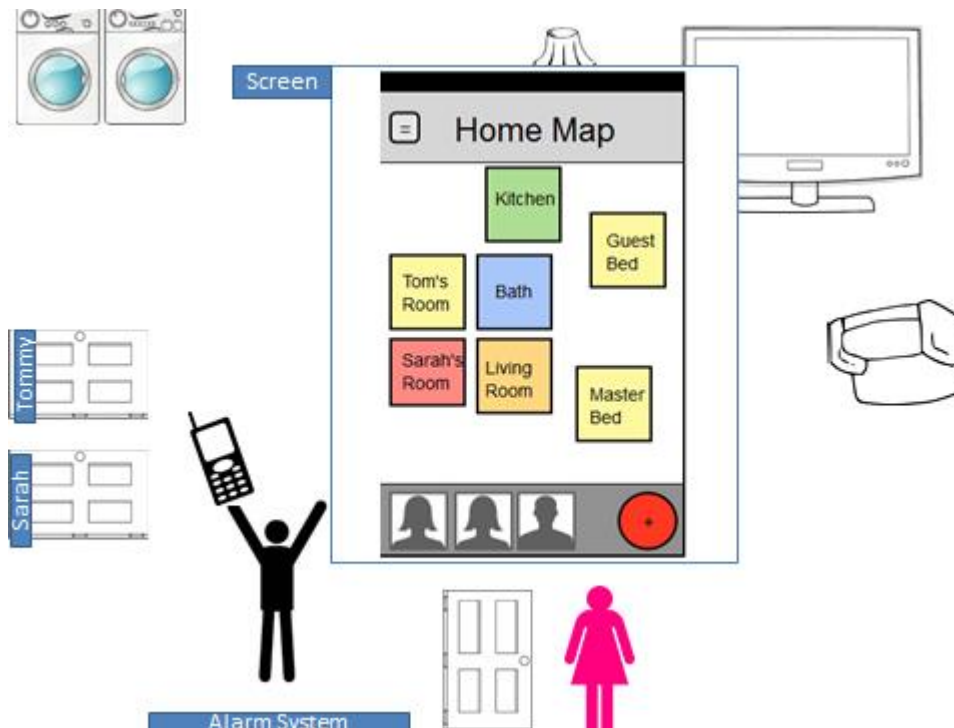 Screen
=
Home Map
Kitchen
Guest
Bed
Tom's
Room
Bath
Sarah's
Room
Living
Room
Master
Bed
+
Tommy
Sarah
Alarm System